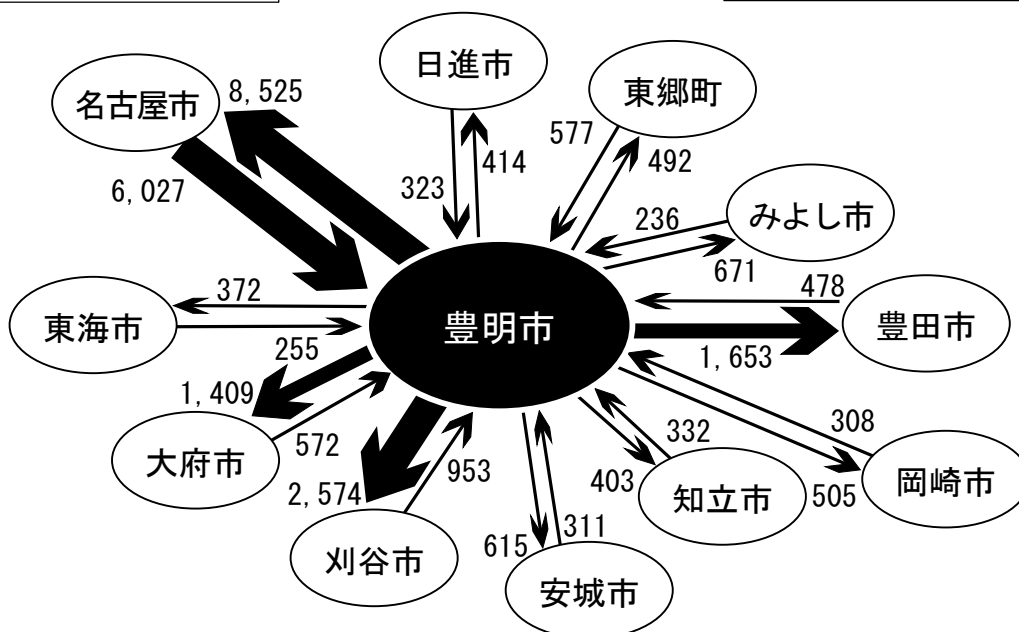 日進市
東郷町
名古屋市
8,525
577
492
414
323
6,027
みよし市
236
671
372
478
東海市
豊明市
豊田市
255
1,653
1,409
308
332
572
大府市
953
403
岡崎市
505
2,574
知立市
311
615
刈谷市
安城市